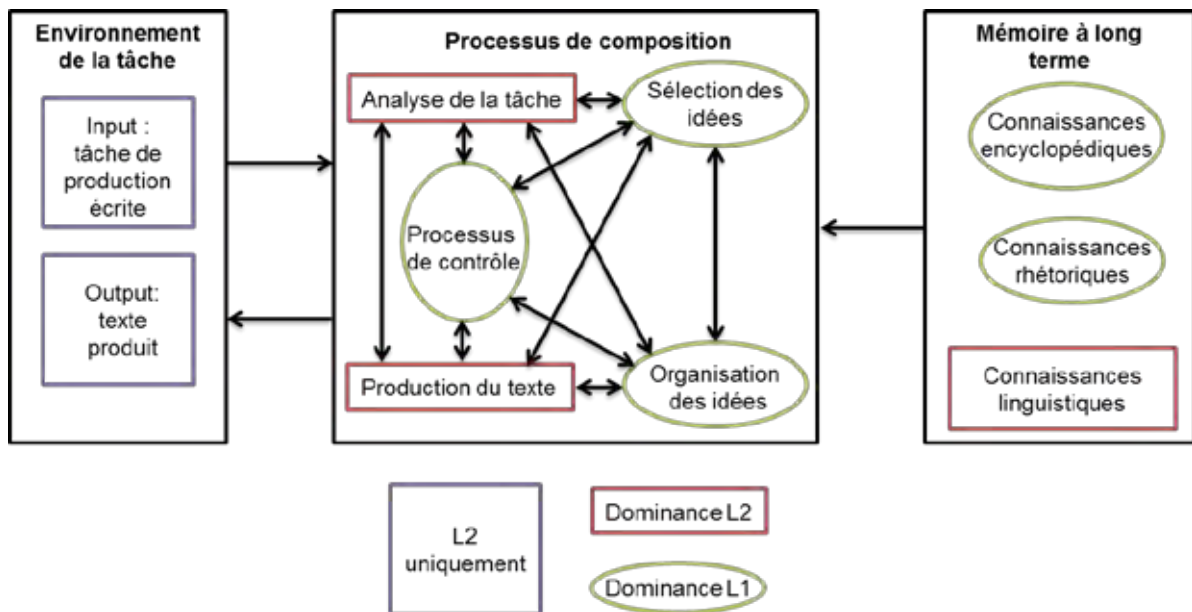 Environnement
de la tâche
Input :
tâche de
production
écrite
Output:
texte
produit
Processus de composition
Analyse de la tâche
Sélection des
idées
Processus
de contrôle
Production du texte
Organisation
des idées
Mémoire à long
terme
Connaissances
encyclopédiques
Connaissances
rhétoriques
Connaissances
linguistiques
L2
uniquement
Dominance L2
Dominance L1